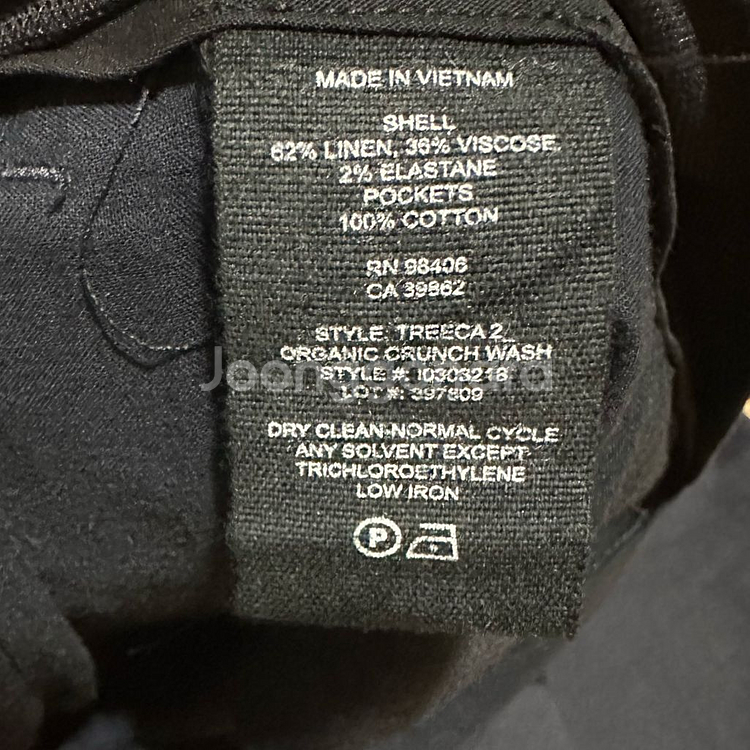 MADE IN VIETNAM
SHELL
62% LINEN, 36% VISCOSE,
2% ELASTANE
POCKETS
100% COTTON
RN 98406
CA 39862
STYLE: TREECA 2_
ORGANIC CRUNCH WASH
STYLE #: I0303218
LOT #: 397809
DRY CLEAN-NORMAL CYCLE
ANY SOLVENT EXCEPT
TRICHLOROETHYLENE
LOW IRON
P